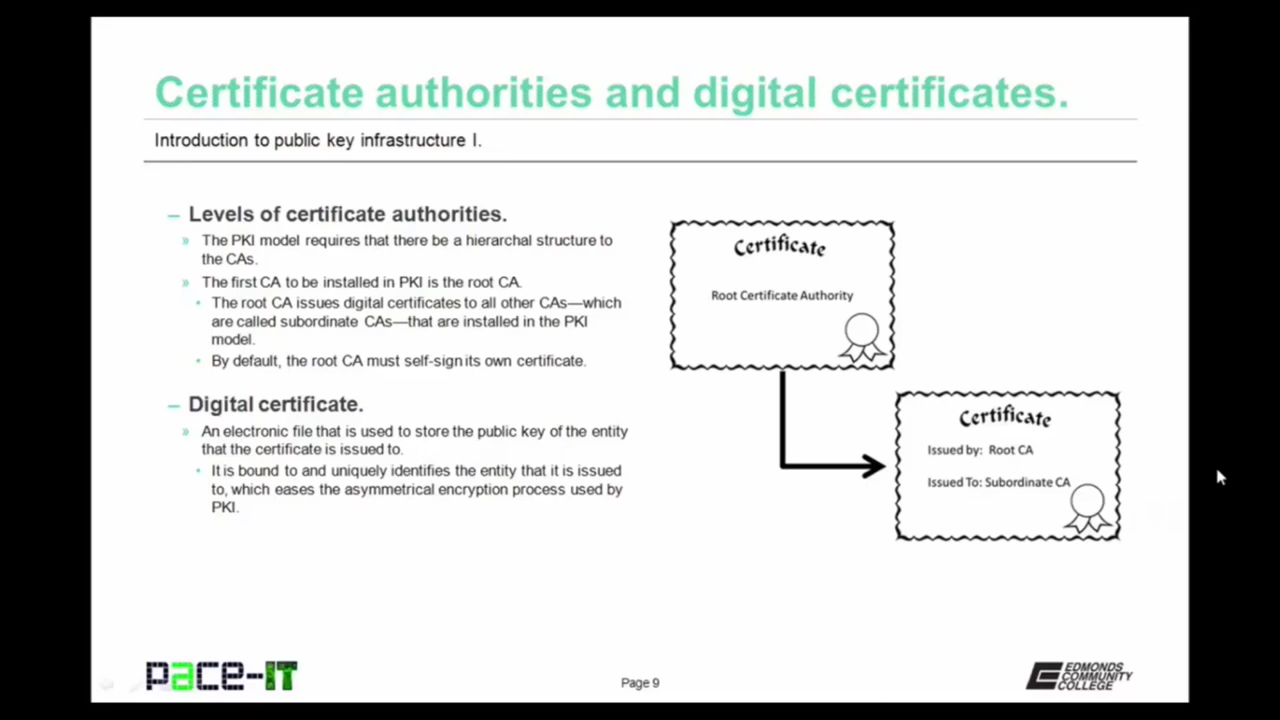 Certificate authorities and digital certificates.
Introduction to public key infrastructure I.
– Levels of certificate authorities.
» The PKI model requires that there be a hierarchal structure to
the CAs.
» The first CA to be installed in PKI is the root CA.
• The root CA issues digital certificates to all other CAs—which
are called subordinate CAs—that are installed in the PKI
model.
• By default, the root CA must self-sign its own certificate.
– Digital certificate.
» An electronic file that is used to store the public key of the entity
that the certificate is issued to.
• It is bound to and uniquely identifies the entity that it is issued
to, which eases the asymmetrical encryption process used by
PKI.
Certificate
Root Certificate Authority
Certificate
Issued by: Root CA
Issued To: Subordinate CA
pace-IT
Page 9
EDMONDS
COMMUNITY
COLLEGE